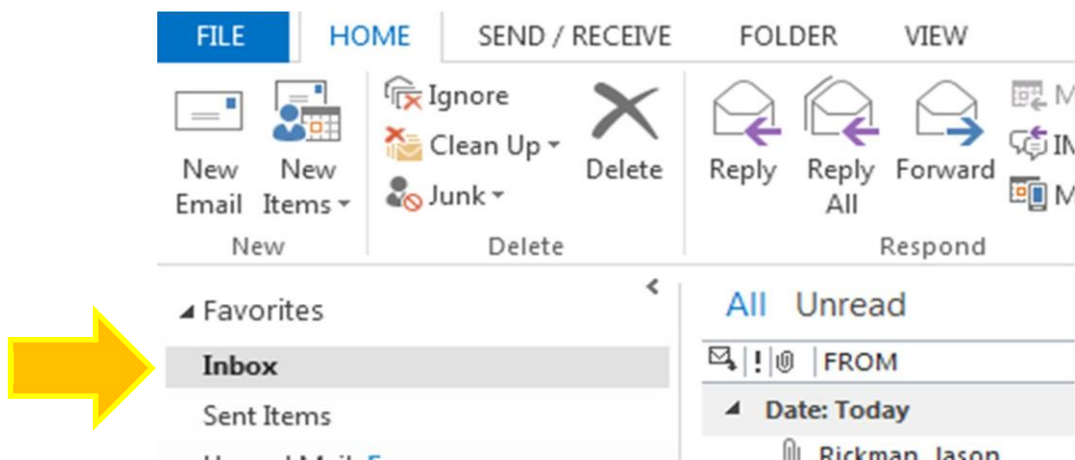 FILE HOME SEND / RECEIVE FOLDER VIEW
New Email
New Items
Ignore
Clean Up
Junk
Delete
Reply
Reply All
Forward
New Delete Respond
Favorites
Inbox
Sent Items
All Unread
! FROM
Date: Today
Rickman, Jason